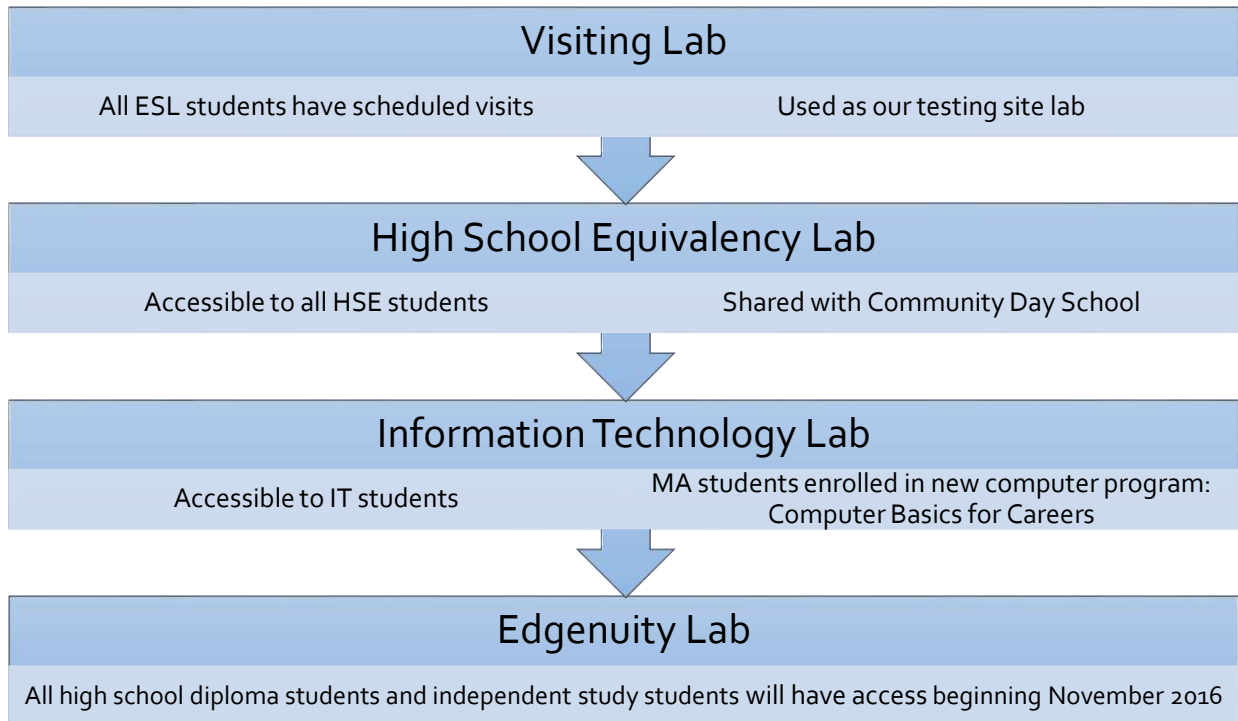 Visiting Lab
All ESL students have scheduled visits
Used as our testing site lab
High School Equivalency Lab
Accessible to all HSE students
Shared with Community Day School
Information Technology Lab
Accessible to IT students
MA students enrolled in new computer program:
Computer Basics for Careers
Edgenuity Lab
All high school diploma students and independent study students will have access beginning November 2016